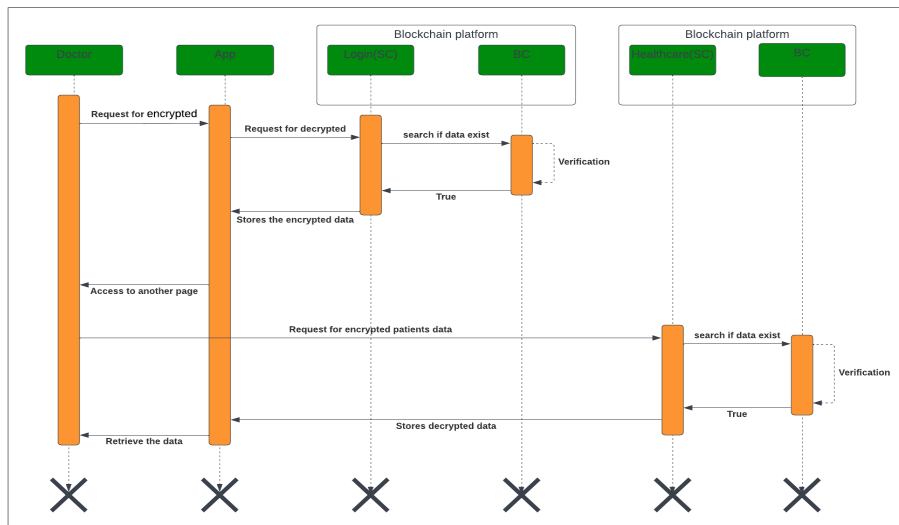 Blockchain platform
Blockchain platform
Doctor
App
Login(SC)
BC
Healthcare(SC)
BC
Request for encrypted
Request for decrypted
search if data exist
Verification
True
Stores the encrypted data
Access to another page
Request for encrypted patients data
search if data exist
Verification
True
Stores decrypted data
Retrieve the data